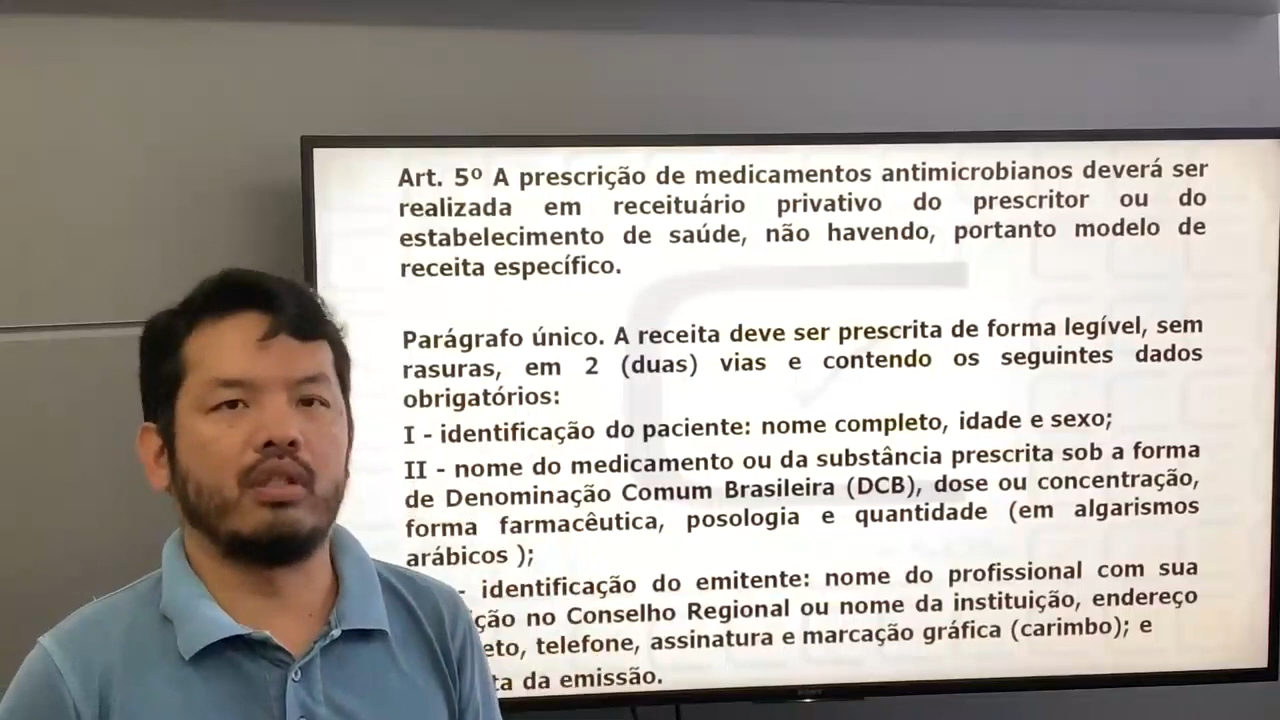 Art. 5º A prescrição de medicamentos antimicrobianos deverá ser
realizada em receituário privativo do prescritor ou do
estabelecimento de saúde, não havendo, portanto modelo de
receita específico.
Parágrafo único. A receita deve ser prescrita de forma legível, sem
rasuras, em 2 (duas) vias e contendo os seguintes dados
obrigatórios:
I - identificação do paciente: nome completo, idade e sexo;
II - nome do medicamento ou da substância prescrita sob a forma
de Denominação Comum Brasileira (DCB), dose ou concentração,
forma farmacêutica, posologia e quantidade (em algarismos
arábicos );
- identificação do emitente: nome do profissional com sua
ção no Conselho Regional ou nome da instituição, endereço
eto, telefone, assinatura e marcação gráfica (carimbo); e
ta da emissão.
SONY